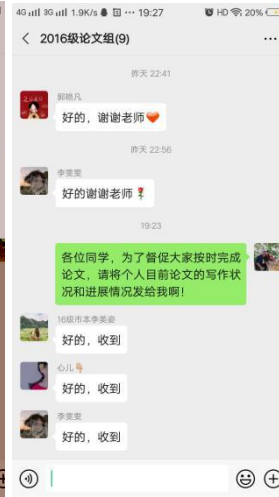 4G 3G 1.9K/s ··· 19:27 HD 20%
2016级论文组(9)
昨天 22:41
郭艳凡
好的，谢谢老师❤️
昨天 22:56
李雯雯
好的谢谢老师🌹
19:23
各位同学，为了督促大家按时完成
论文，请将个人目前论文的写作状
况和进展情况发给我啊！
16级市本李英姿
好的，收到
心儿
好的，收到
李雯雯
好的，收到